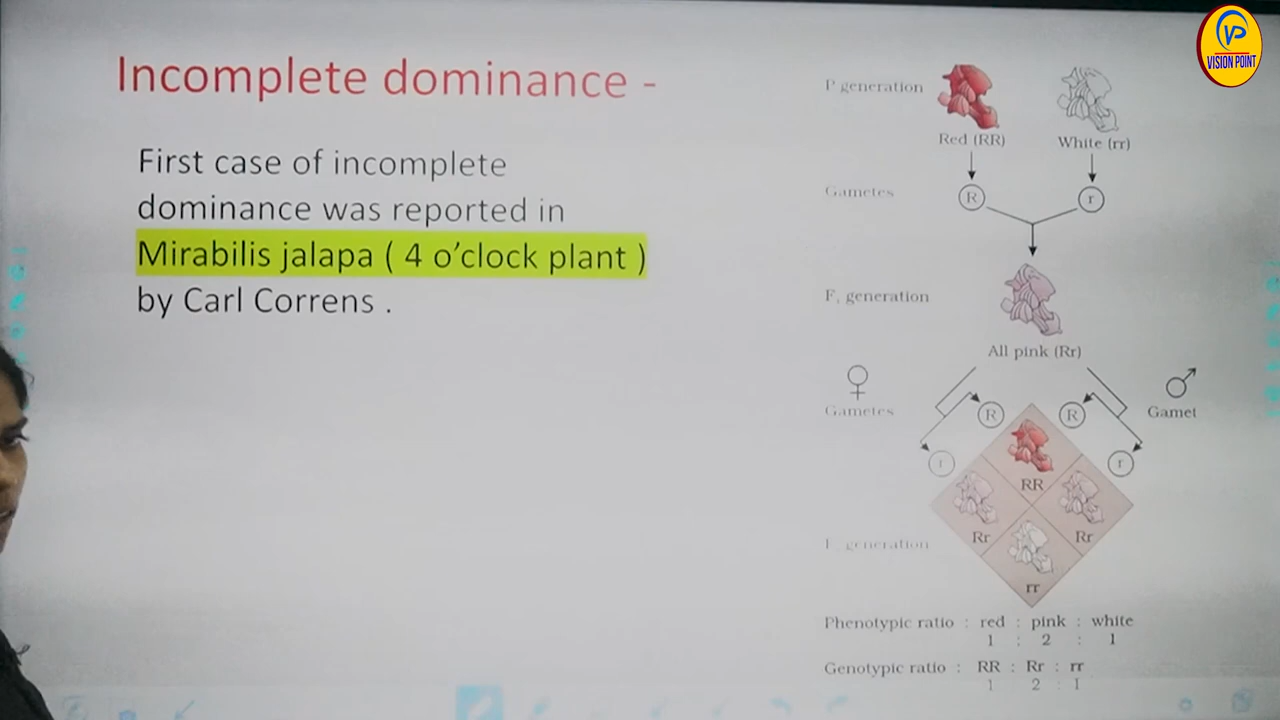 VP
VISION POINT
Incomplete dominance -
First case of incomplete
dominance was reported in
Mirabilis jalapa ( 4 o’clock plant )
by Carl Correns .
P generation
Red (RR)
White (rr)
Gametes
R
r
F₁ generation
All pink (Rr)
♀
♂
Gametes
R
R
Gamet
r
r
RR
Rr
Rr
rr
generation
Phenotypic ratio : red : pink : white
1 : 2 : 1
Genotypic ratio : RR : Rr : rr
1 : 2 : 1